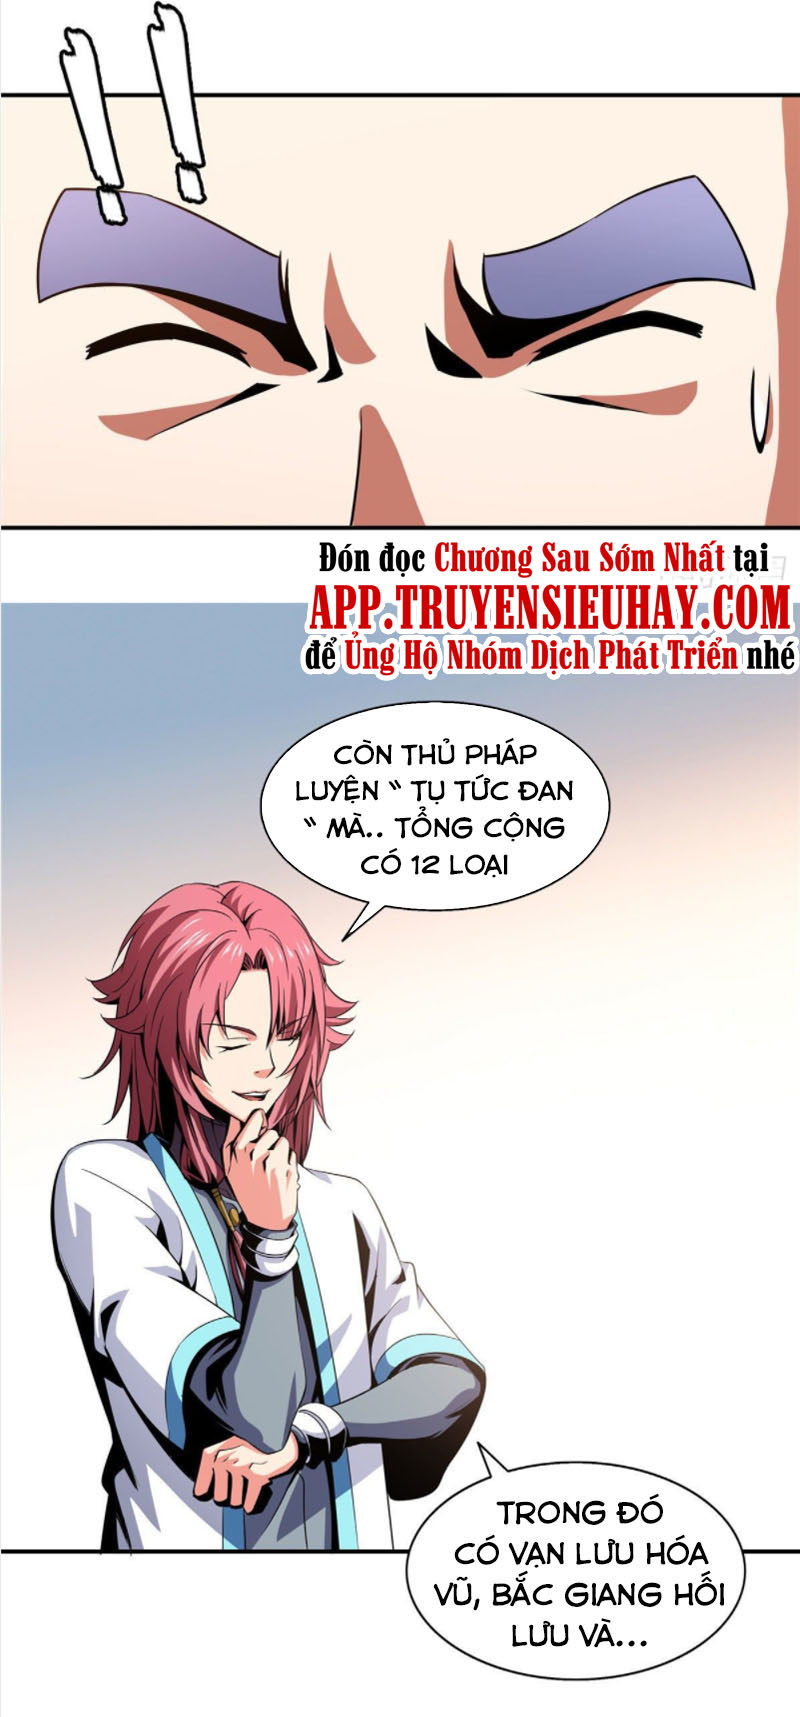 !!
Đón đọc Chương Sau Sớm Nhất tại
APP.TRUYENSIEUHAY.COM
để Ủng Hộ Nhóm Dịch Phát Triển nhé
CÒN THỦ PHÁP
LUYỆN " TỤ TỨC ĐAN
" MÀ.. TỔNG CỘNG
CÓ 12 LOẠI
TRONG ĐÓ
CÓ VẠN LƯU HÓA
VŨ, BẮC GIANG HỐI
LƯU VÀ...